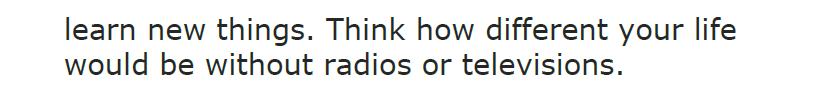 learn new things. Think how different your life
would be without radios or televisions.